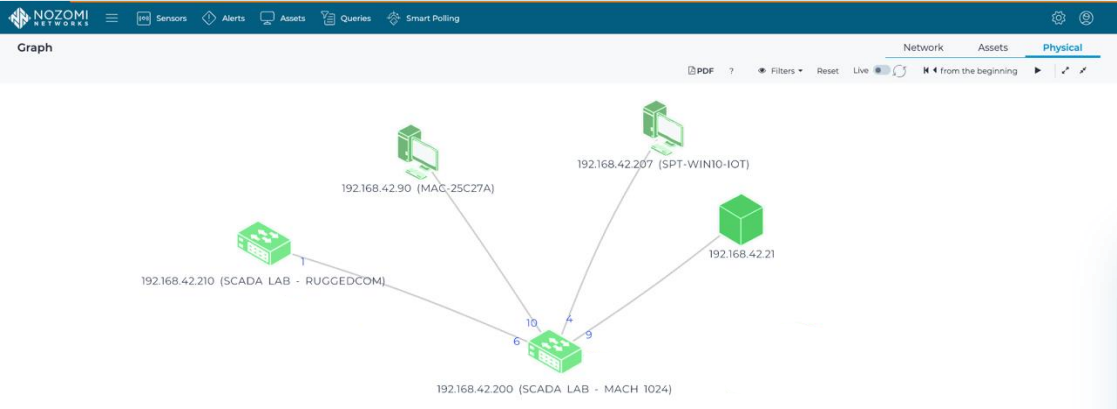 NOZOMI NETWORKS Sensors Alerts Assets Queries Smart Polling
Graph Network Assets Physical
PDF ? Filters Reset Live from the beginning
192.168.42.207 (SPT-WIN10-IOT)
192.168.42.90 (MAC-25C27A)
192.168.42.21
1
192.168.42.210 (SCADA LAB - RUGGEDCOM)
10 4
6 9
192.168.42.200 (SCADA LAB - MACH 1024)